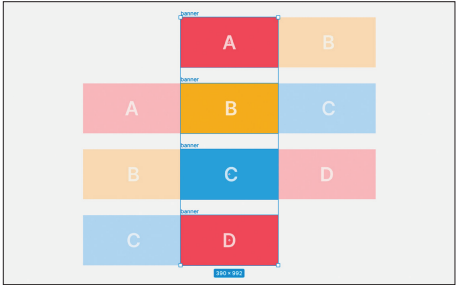 banner
A B
banner
A B C
banner
B C D
banner
C D
390 × 992